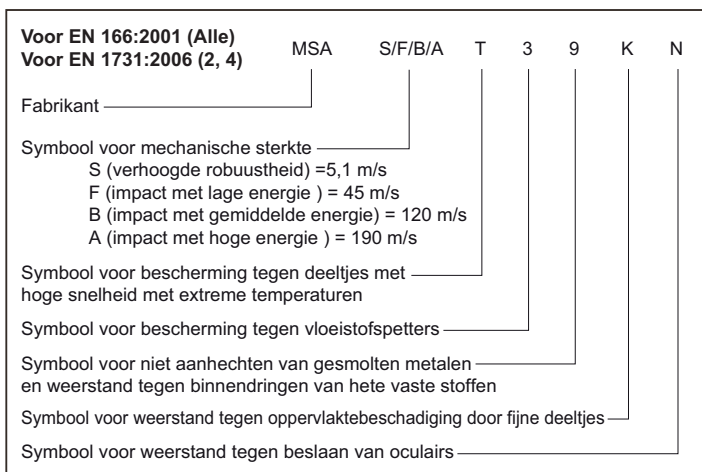 Voor EN 166:2001 (Alle)
Voor EN 1731:2006 (2, 4)
MSA S/F/B/A T 3 9 K N
Fabrikant
Symbool voor mechanische sterkte
S (verhoogde robuustheid) =5,1 m/s
F (impact met lage energie ) = 45 m/s
B (impact met gemiddelde energie) = 120 m/s
A (impact met hoge energie ) = 190 m/s
Symbool voor bescherming tegen deeltjes met
hoge snelheid met extreme temperaturen
Symbool voor bescherming tegen vloeistofspetters
Symbool voor niet aanhechten van gesmolten metalen
en weerstand tegen binnendringen van hete vaste stoffen
Symbool voor weerstand tegen oppervlaktebeschadiging door fijne deeltjes
Symbool voor weerstand tegen beslaan van oculairs